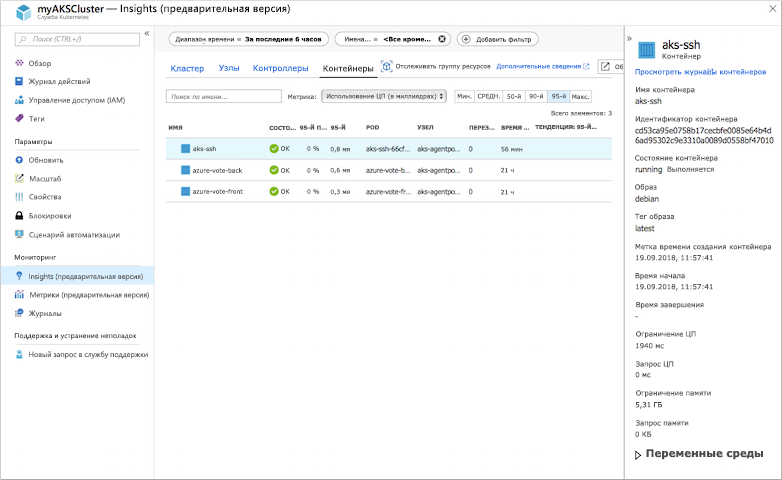 myAKSCluster — Insights (предварительная версия)
Служба Kubernetes
Поиск (CTRL+/)
«
Обзор
Журнал действий
Управление доступом (IAM)
Теги
Параметры
Обновить
Масштаб
Свойства
Блокировки
Сценарий автоматизации
Мониторинг
Insights (предварительная версия)
Метрики (предварительная версия)
Журналы
Поддержка и устранение неполадок
Новый запрос в службу поддержки
Диапазон времени = За последние 6 часов
Имена... = <Все кроме...
Добавить фильтр
Кластер Узлы Контроллеры Контейнеры Отслеживать группу ресурсов Дополнительные сведения Об
Поиск по имени...
Метрика: Использование ЦП (в миллиядрах)
Мин. СРЕДН. 50-й 90-й 95-й Макс.
Всего элементов: 3
ИМЯ СОСТО... 95-Й П... 95-Й POD УЗЕЛ ПЕРЕЗ... ВРЕМЯ ... ТЕНДЕНЦИЯ: 95-Й...
aks-ssh OK 0 % 0,8 мя aks-ssh-66cf... aks-agentpo... 0 56 мин
azure-vote-back OK 0 % 0,6 мя azure-vote-b... aks-agentpo... 0 21 ч
azure-vote-front OK 0 % 0,3 мя azure-vote-fr... aks-agentpo... 0 21 ч
»
aks-ssh
Контейнер
Просмотреть журналы контейнеров
Имя контейнера
aks-ssh
Идентификатор контейнера
cd53ca95e0758b17cecbfe0085e64b4d
6ad95302c9e3310a0089d0558bf47010
Состояние контейнера
running Выполняется
Образ
debian
Тег образа
latest
Метка времени создания контейнера
19.09.2018, 11:57:41
Время начала
19.09.2018, 11:57:41
Время завершения
-
Ограничение ЦП
1940 мс
Запрос ЦП
0 мс
Ограничение памяти
5,31 ГБ
Запрос памяти
0 КБ
Переменные среды